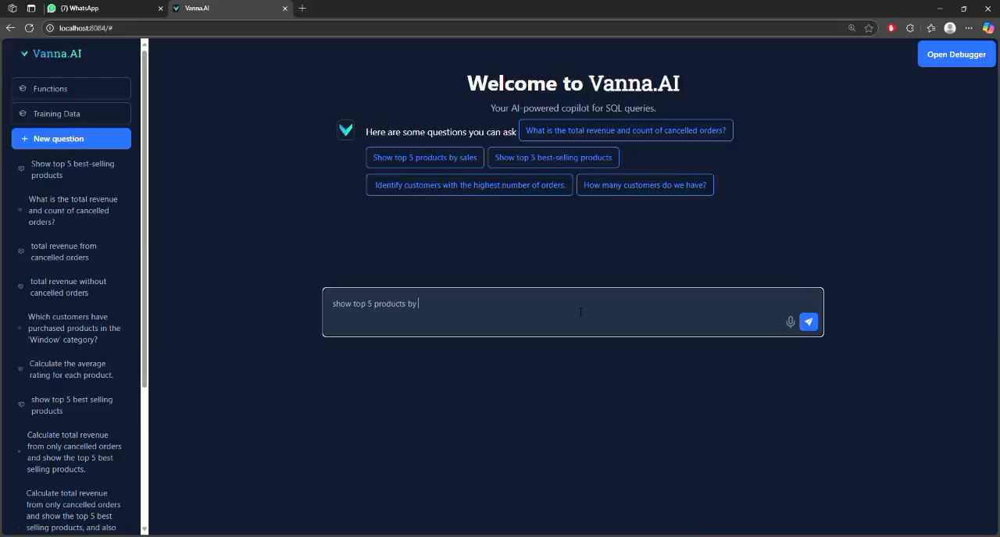 (7) WhatsApp
Vanna.AI
localhost:8084/#
Vanna.AI
Functions
Training Data
+ New question
Show top 5 best-selling
products
What is the total revenue
and count of cancelled
orders?
total revenue from
cancelled orders
total revenue without
cancelled orders
Which customers have
purchased products in the
'Window' category?
Calculate the average
rating for each product.
show top 5 best selling
products
Calculate total revenue
from only cancelled orders
and show the top 5 best
selling products.
Calculate total revenue
from only cancelled orders
and show the top 5 best
selling products, and also
Open Debugger
Welcome to Vanna.AI
Your AI-powered copilot for SQL queries.
Here are some questions you can ask
What is the total revenue and count of cancelled orders?
Show top 5 products by sales
Show top 5 best-selling products
Identify customers with the highest number of orders.
How many customers do we have?
show top 5 products by